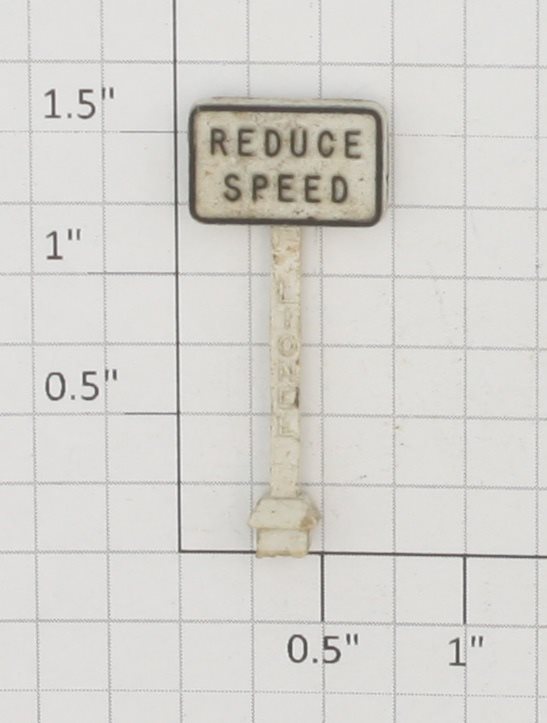 1.5"
REDUCE
SPEED
1"
0.5"
LIONEL
0.5"
1"